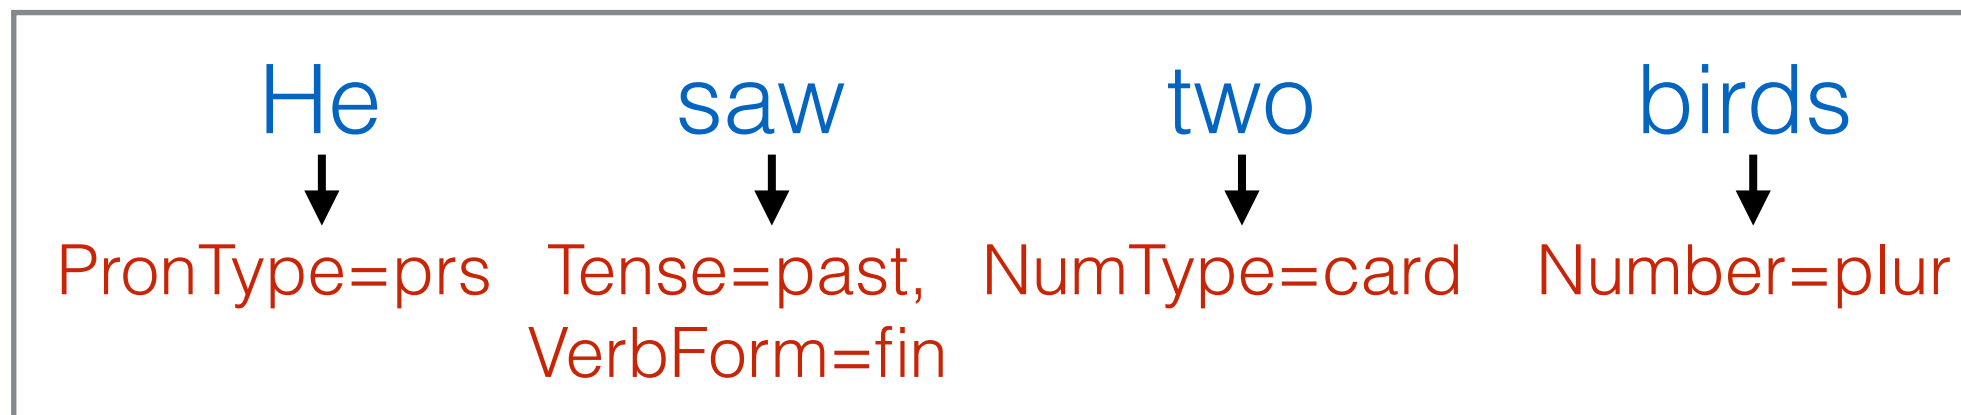 He saw two birds
PronType=prs Tense=past, NumType=card Number=plur
VerbForm=fin